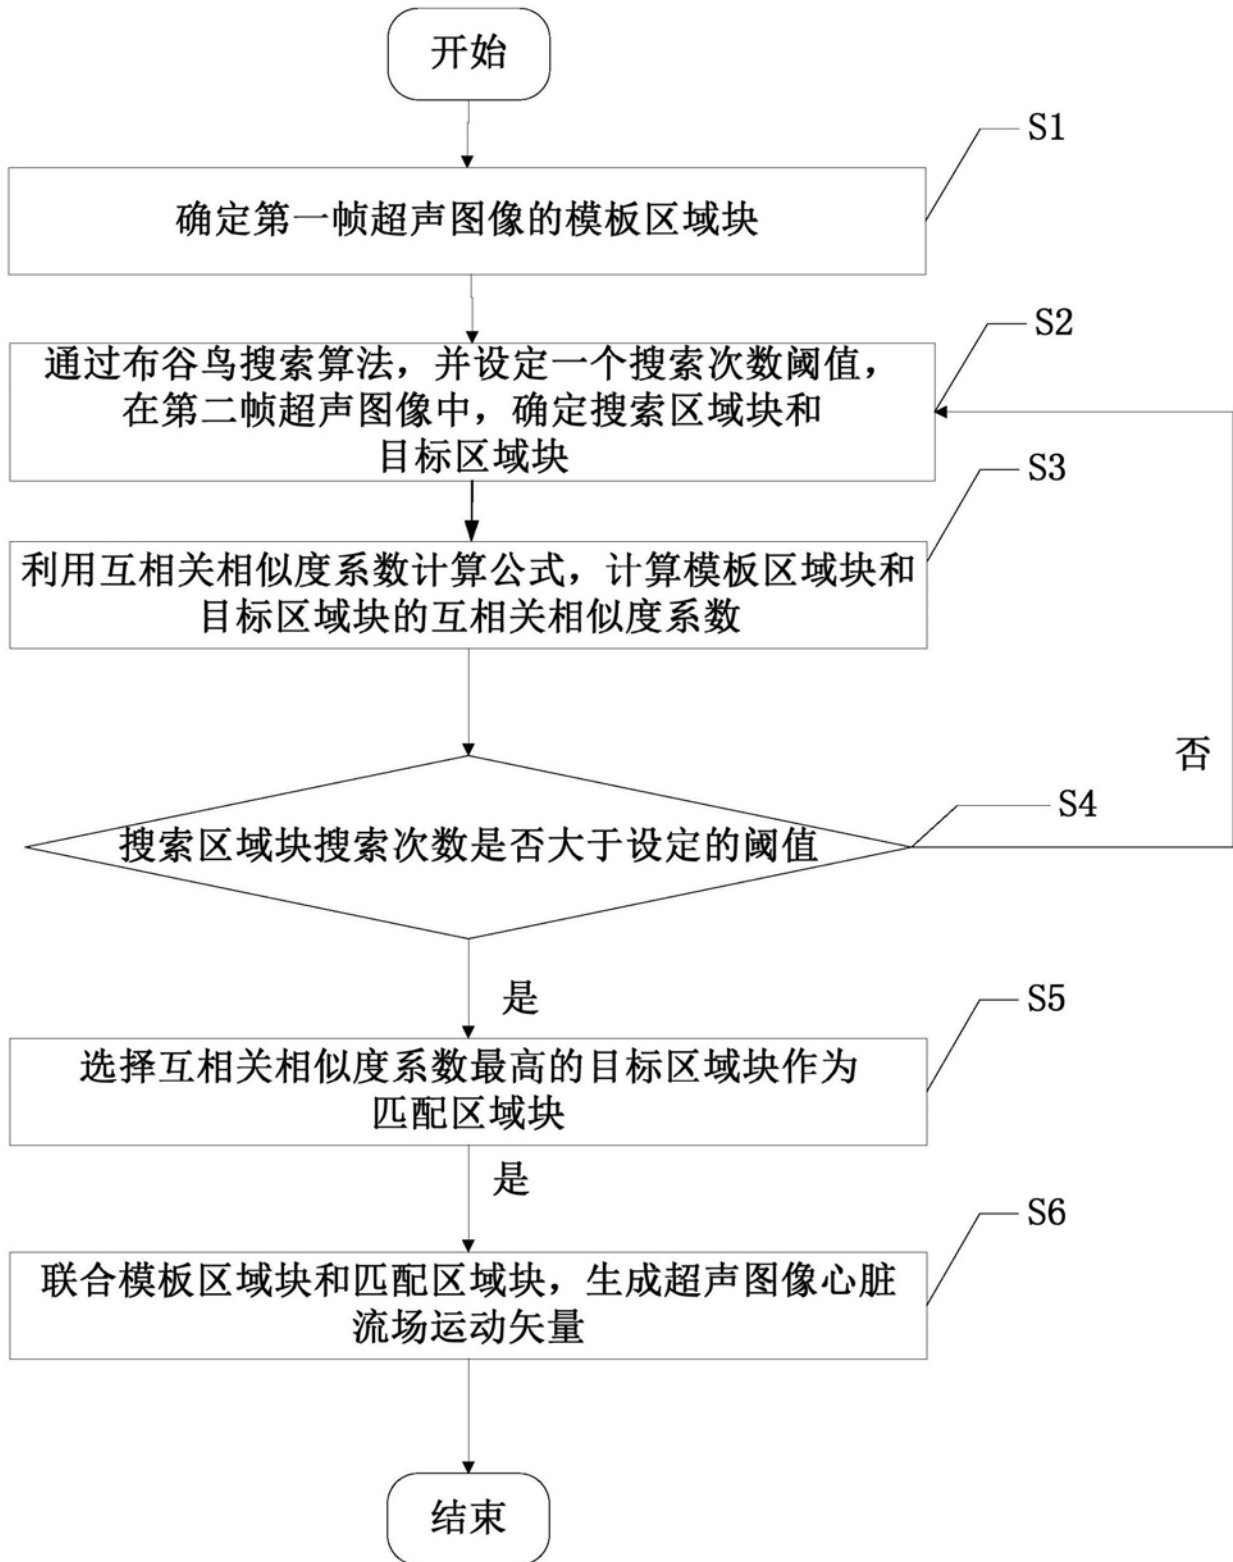 开始
S1
确定第一帧超声图像的模板区域块
S2
通过布谷鸟搜索算法，并设定一个搜索次数阈值，
在第二帧超声图像中，确定搜索区域块和
目标区域块
S3
利用互相关相似度系数计算公式，计算模板区域块和
目标区域块的互相关相似度系数
否
S4
搜索区域块搜索次数是否大于设定的阈值
是
S5
选择互相关相似度系数最高的目标区域块作为
匹配区域块
是
S6
联合模板区域块和匹配区域块，生成超声图像心脏
流场运动矢量
结束